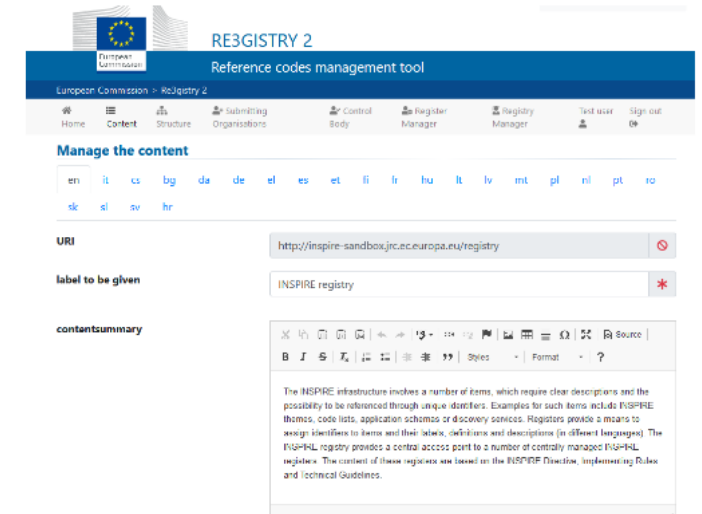 European
Commission
RE3GISTRY 2
Reference codes management tool
European Commission > Re3gistry 2
Home Content Structure Submitting Organisations Control Body Register Manager Registry Manager Test user Sign out
Manage the content
en it cs bg da de el es et fi fr hu lt lv mt pl nl pt ro
sk sl sv hr
URI http://inspire-sandbox.jrc.ec.europa.eu/registry
label to be given INSPIRE registry
contentsummary
Source
B I S Styles Format ?
The INSPIRE infrastructure involves a number of items, which require clear descriptions and the
possibility to be referenced through unique identifiers. Examples for such items include INSPIRE
themes, code lists, application schemas or discovery services. Registers provide a means to
assign identifiers to items and their labels, definitions and descriptions (in different languages). The
INSPIRE registry provides a central access point to a number of centrally managed INSPIRE
registers. The content of these registers are based on the INSPIRE Directive, Implementing Rules
and Technical Guidelines.